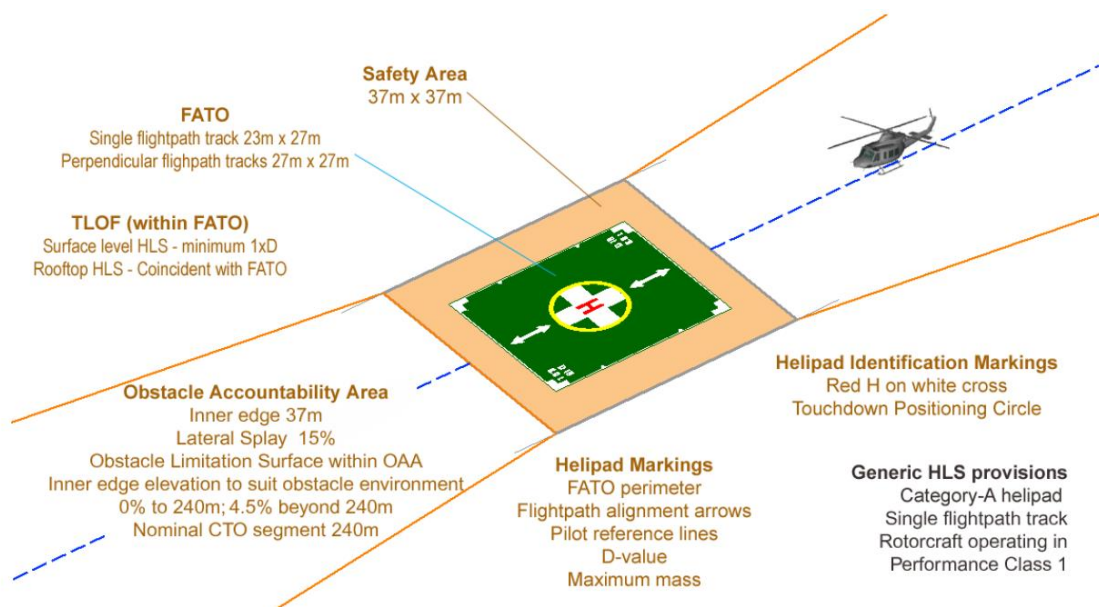 Safety Area
37m x 37m
FATO
Single flightpath track 23m x 27m
Perpendicular flighpath tracks 27m x 27m
TLOF (within FATO)
Surface level HLS - minimum 1xD
Rooftop HLS - Coincident with FATO
H
Obstacle Accountability Area
Inner edge 37m
Lateral Splay 15%
Obstacle Limitation Surface within OAA
Inner edge elevation to suit obstacle environment
0% to 240m; 4.5% beyond 240m
Nominal CTO segment 240m
Helipad Markings
FATO perimeter
Flightpath alignment arrows
Pilot reference lines
D-value
Maximum mass
Helipad Identification Markings
Red H on white cross
Touchdown Positioning Circle
Generic HLS provisions
Category-A helipad
Single flightpath track
Rotorcraft operating in
Performance Class 1